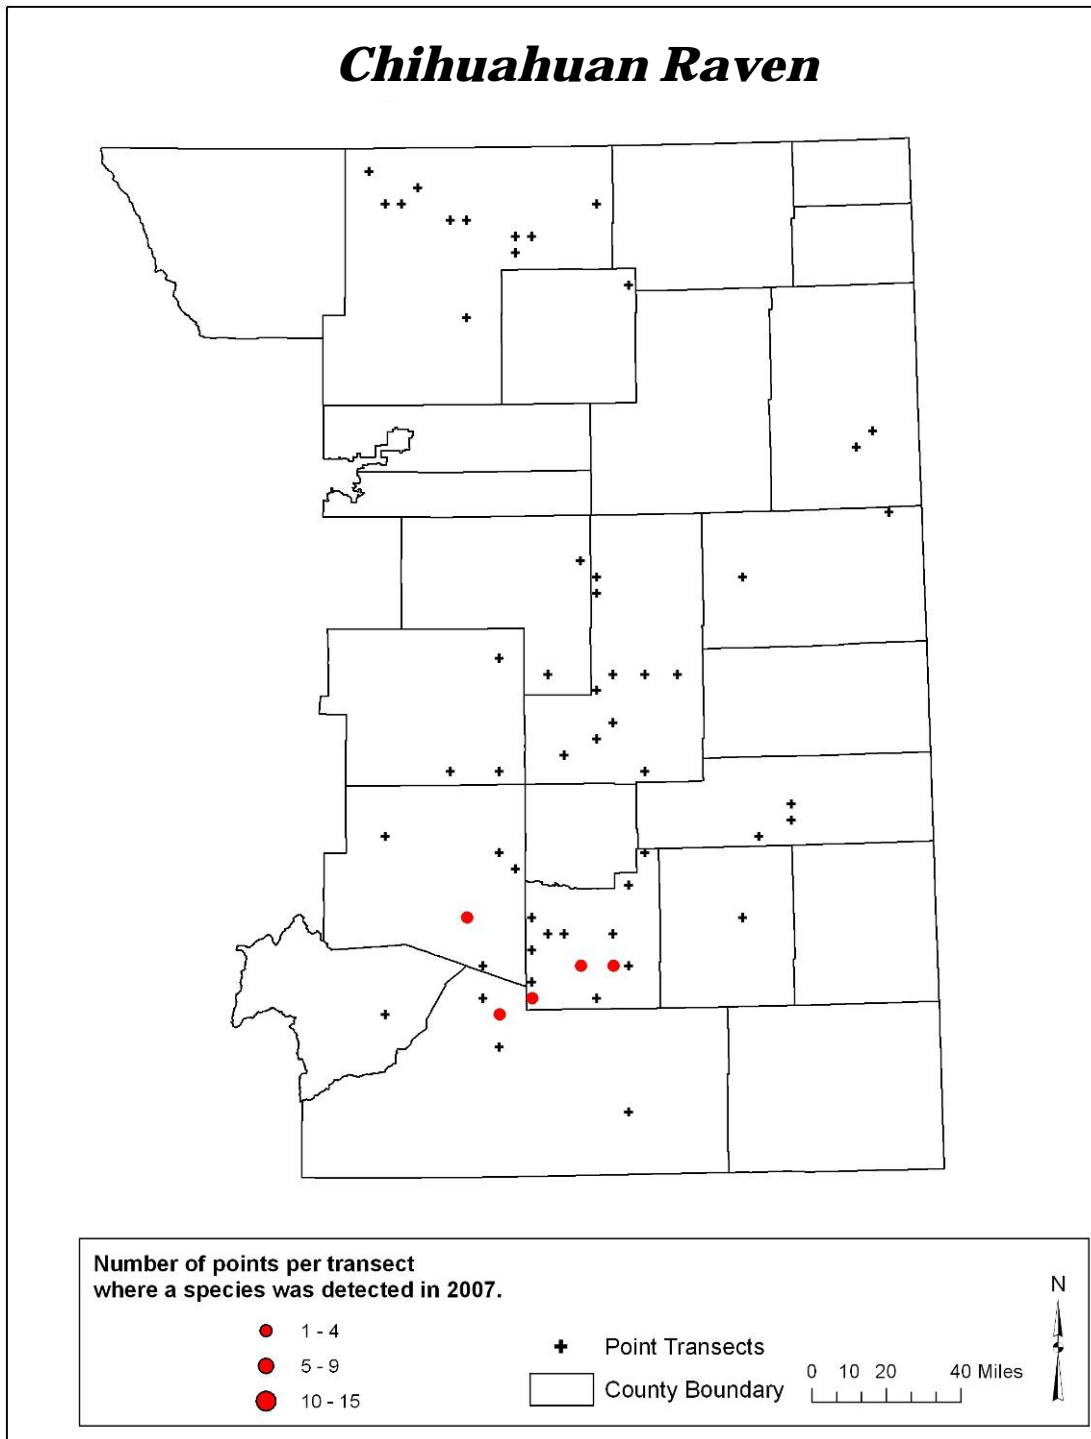 Chihuahuan Raven
Number of points per transect
where a species was detected in 2007.
1 - 4
5 - 9
10 - 15
Point Transects
County Boundary
0 10 20 40 Miles
N